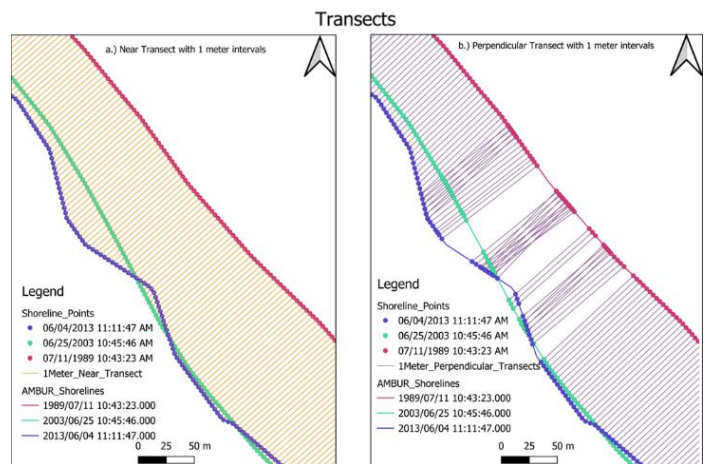 Transects
a.) Near Transect with 1 meter intervals
Legend
Shoreline_Points
06/04/2013 11:11:47 AM
06/25/2003 10:45:46 AM
07/11/1989 10:43:23 AM
1Meter_Near_Transect
AMBUR_Shorelines
1989/07/11 10:43:23.000
2003/06/25 10:45:46.000
2013/06/04 11:11:47.000
0 25 50 m
b.) Perpendicular Transect with 1 meter intervals
Legend
Shoreline_Points
06/04/2013 11:11:47 AM
06/25/2003 10:45:46 AM
07/11/1989 10:43:23 AM
1Meter_Perpendicular_Transects
AMBUR_Shorelines
1989/07/11 10:43:23.000
2003/06/25 10:45:46.000
2013/06/04 11:11:47.000
0 25 50 m